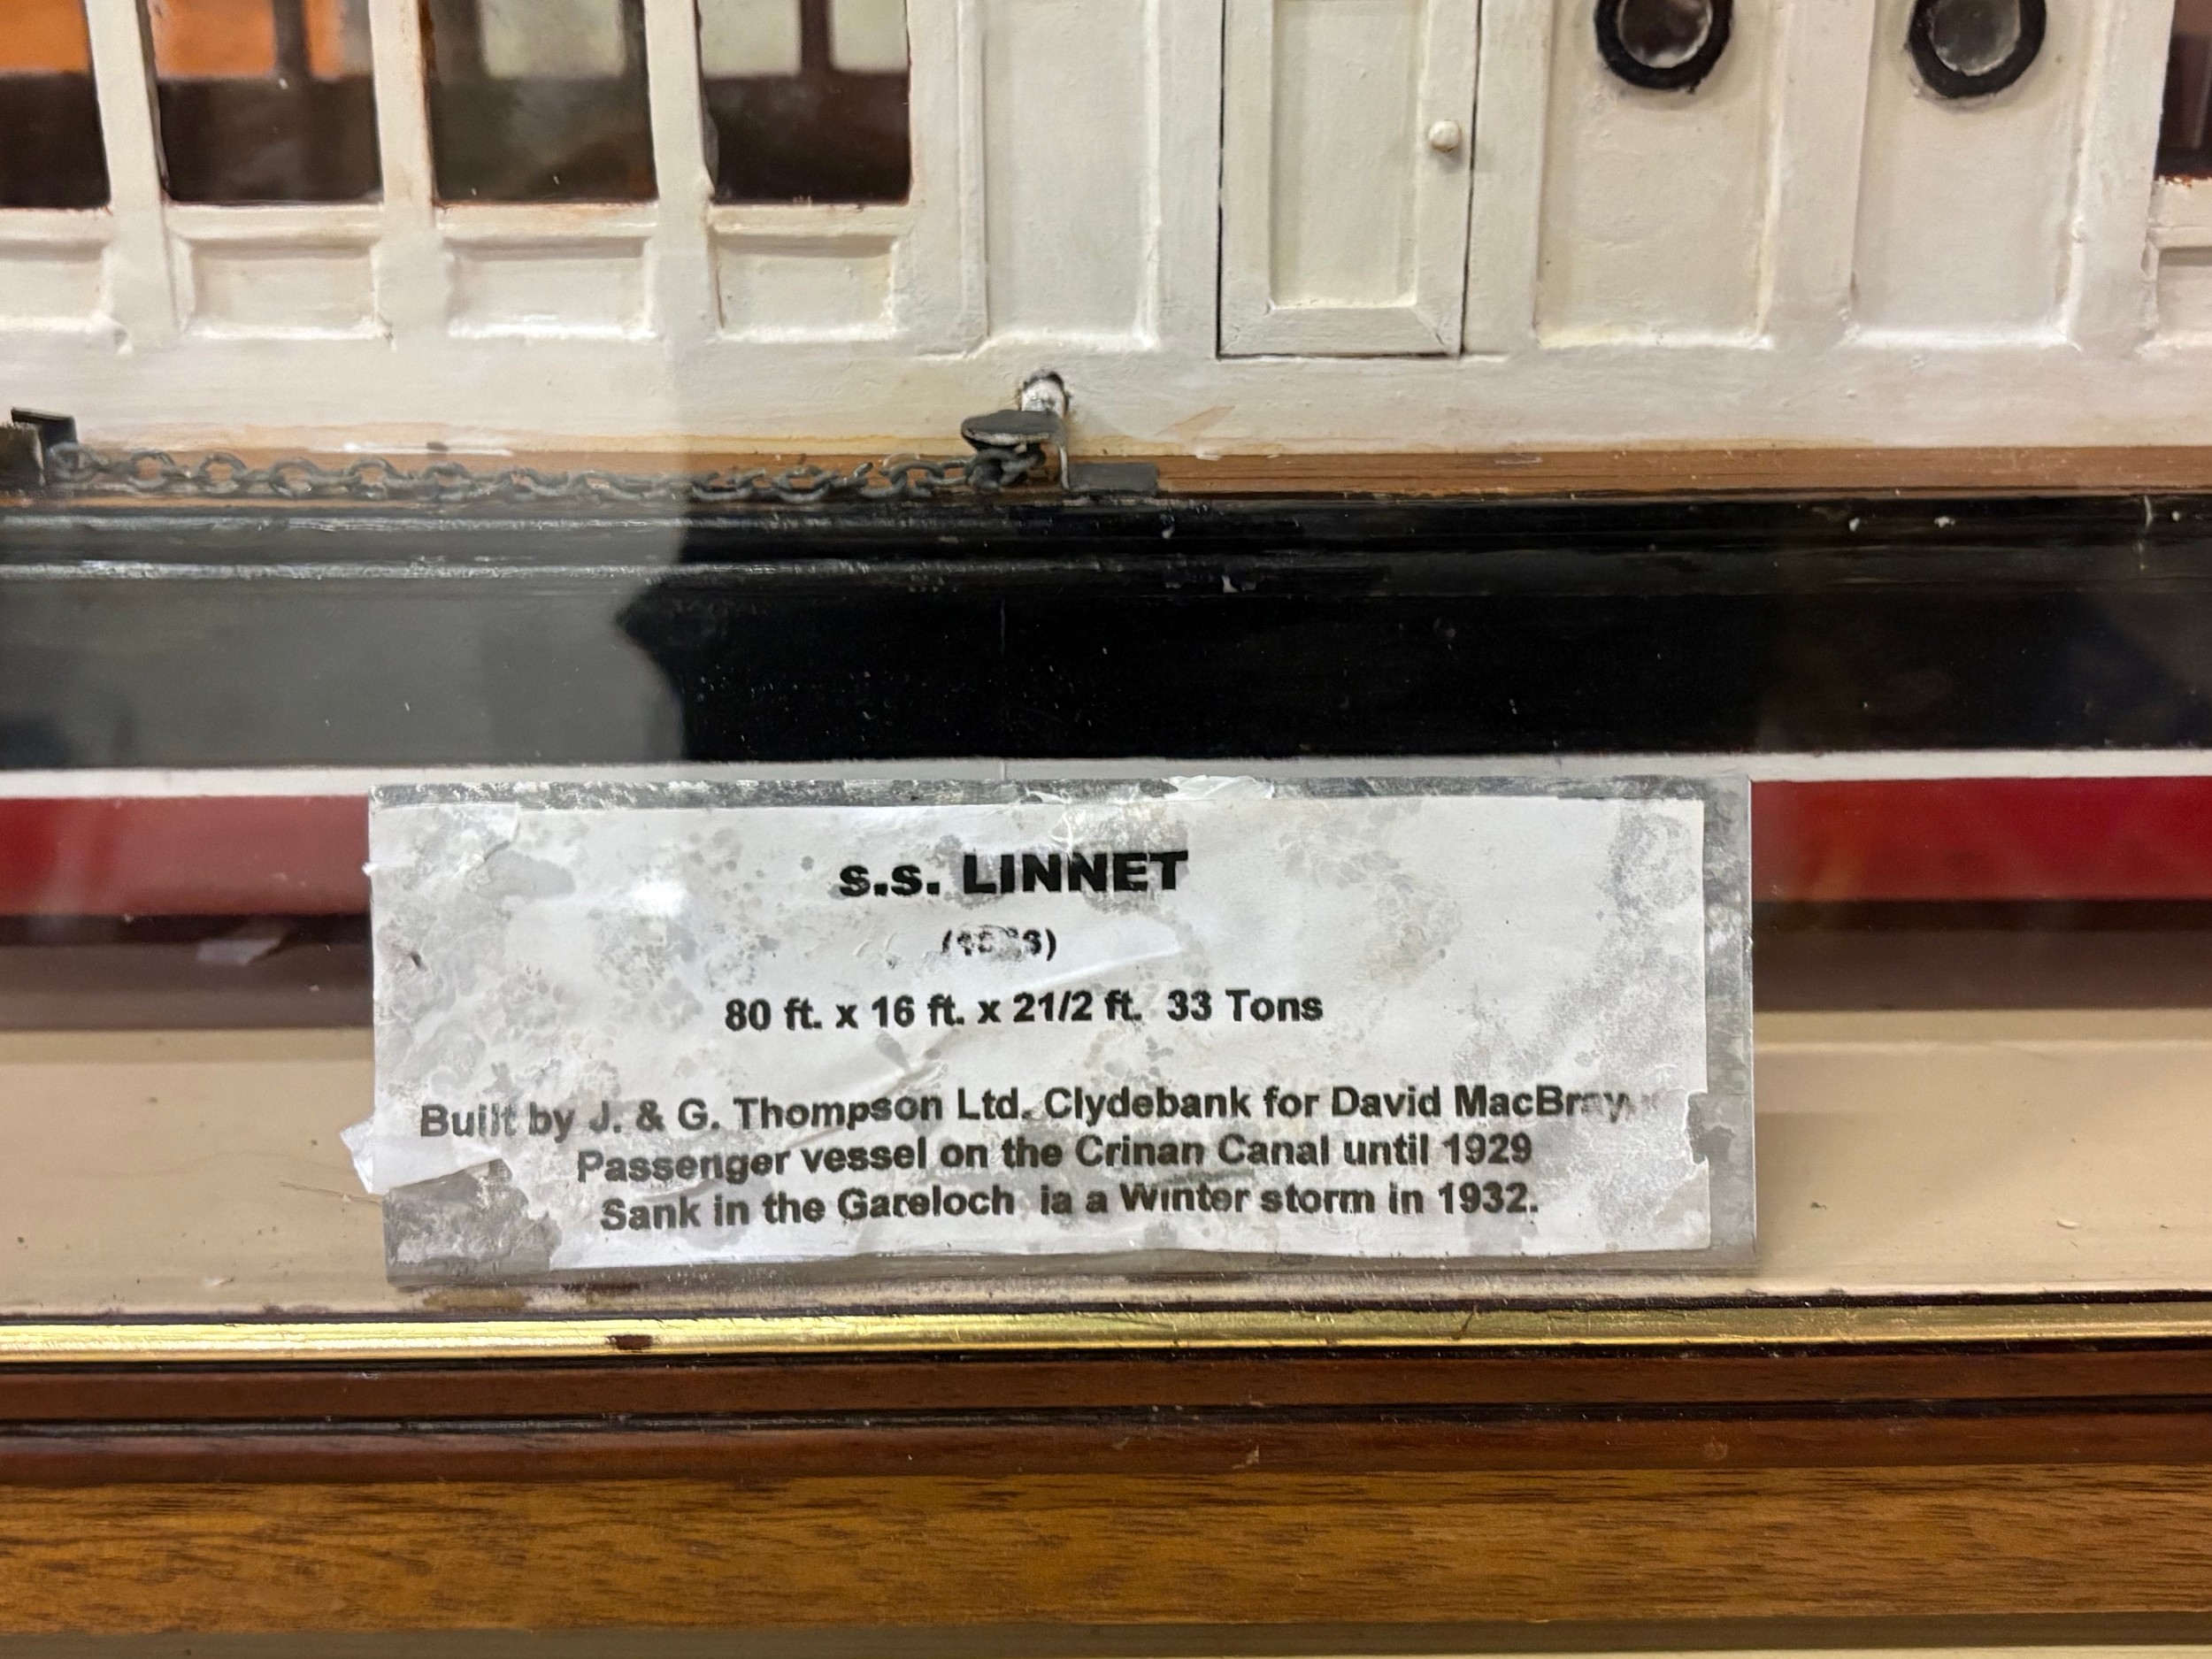 s.s. LINNET
80 ft. x 16 ft. x 21/2 ft. 33 Tons
Built by J. & G. Thompson Ltd. Clydebank for David MacBray
Passenger vessel on the Crinan Canal until 1929
Sank in the Gareloch ia a Winter storm in 1932.